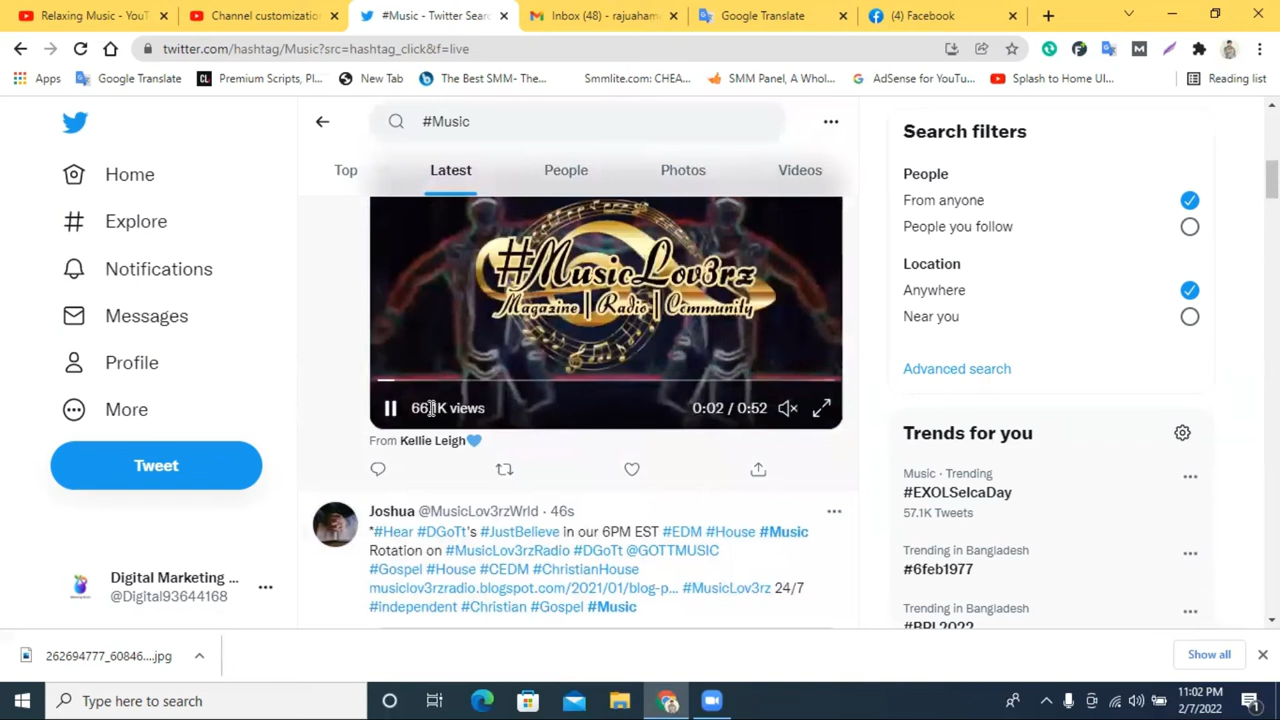 Relaxing Music - YouT
Channel customizatio
#Music - Twitter Sear
Inbox (48) - rajuaham
Google Translate
(4) Facebook
twitter.com/hashtag/Music?src=hashtag_click&f=live
Apps
Google Translate
CL
Premium Scripts, Pl...
New Tab
The Best SMM- The...
Smmlite.com: CHEA...
SMM Panel, A Whol...
AdSense for YouTu...
Splash to Home UI...
Reading list
#Music
Top
Latest
People
Photos
Videos
Home
Explore
Notifications
Messages
Profile
More
Tweet
Digital Marketing ...
@Digital93644168
#MusicLov3rz
Magazine | Radio | Community
views
0:02 / 0:52
From Kellie Leigh💙
Joshua @MusicLov3rzWrld · 46s
*#Hear #DGoTt's #JustBelieve in our 6PM EST #EDM #House #Music
Rotation on #MusicLov3rzRadio #DGoTt @GOTTMUSIC
#Gospel #House #CEDM #ChristianHouse
musiclov3rzradio.blogspot.com/2021/01/blog-p... #MusicLov3rz 24/7
#independent #Christian #Gospel #Music
Search filters
People
From anyone
People you follow
Location
Anywhere
Near you
Advanced search
Trends for you
Music · Trending
#EXOLSelcaDay
57.1K Tweets
Trending in Bangladesh
#6feb1977
Trending in Bangladesh
#BPL2022
262694777_60846....jpg
Show all
Type here to search
11:02 PM
2/7/2022